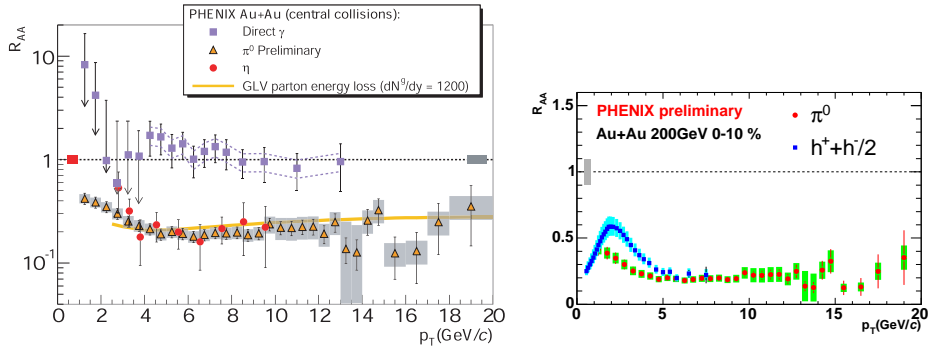 PHENIX Au+Au (central collisions):
Direct γ
π⁰ Preliminary
η
GLV parton energy loss (dNᵍ/dy = 1200)
R_AA
10
1
10⁻¹
0 2 4 6 8 10 12 14 16 18 20
p_T (GeV/c)
PHENIX preliminary
Au+Au 200GeV 0-10 %
π⁰
h⁺+h⁻/2
R_AA
1.5
1
0.5
0
0 5 10 15 20
p_T(GeV/c)